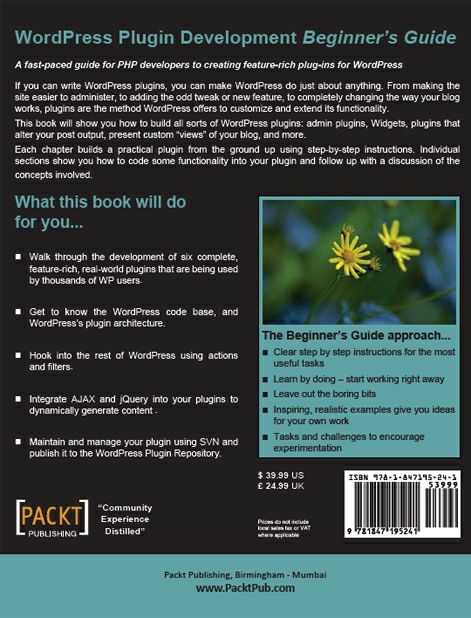 WordPress Plugin Development Beginner's Guide
A fast-paced guide for PHP developers to creating feature-rich plug-ins for WordPress
If you can write WordPress plugins, you can make WordPress do just about anything. From making the
site easier to administer, to adding the odd tweak or new feature, to completely changing the way your blog
works, plugins are the method WordPress offers to customize and extend its functionality.
This book will show you how to build all sorts of WordPress plugins: admin plugins, Widgets, plugins that
alter your post output, present custom "views" of your blog, and more.
Each chapter builds a practical plugin from the ground up using step-by-step instructions. Individual
sections show you how to code some functionality into your plugin and follow up with a discussion of the
concepts involved.
What this book will do
for you...
■ Walk through the development of six complete,
feature-rich, real-world plugins that are being used
by thousands of WP users.
■ Get to know the WordPress code base, and
WordPress's plugin architecture.
■ Hook into the rest of WordPress using actions
and filters.
■ Integrate AJAX and jQuery into your plugins to
dynamically generate content .
■ Maintain and manage your plugin using SVN and
publish it to the WordPress Plugin Repository.
The Beginner's Guide approach...
■ Clear step by step instructions for the most
useful tasks
■ Learn by doing – start working right away
■ Leave out the boring bits
■ Inspiring, realistic examples give you ideas
for your own work
■ Tasks and challenges to encourage
experimentation
$ 39.99 US
£ 24.99 UK
Prices do not include
local sales tax or VAT
where applicable
ISBN 978-1-847195-24-1
53999
9 781847 195241
[PACKT]
PUBLISHING
"Community
Experience
Distilled"
Packt Publishing, Birmingham - Mumbai
www.PacktPub.com